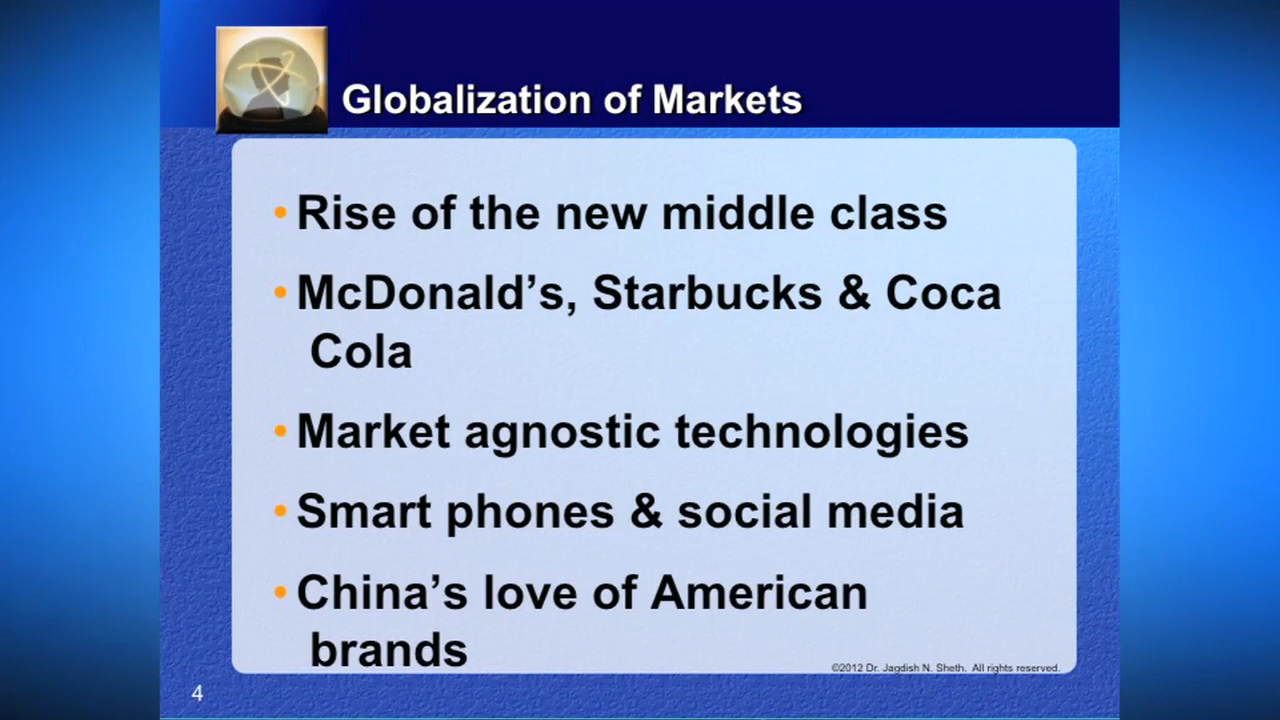 Globalization of Markets
• Rise of the new middle class
• McDonald’s, Starbucks & Coca
Cola
• Market agnostic technologies
• Smart phones & social media
• China’s love of American
brands
©2012 Dr. Jagdish N. Sheth. All rights reserved.
4